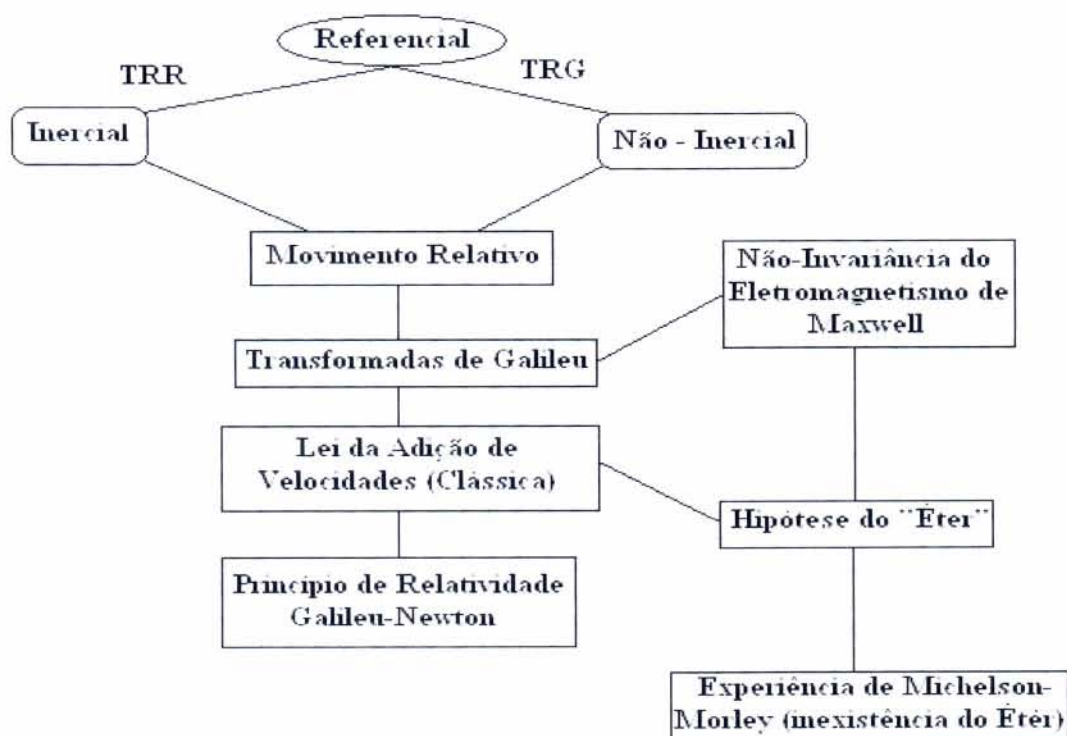 Referencial
TRR
TRG
Inercial
Não - Inercial
Movimento Relativo
Não-Invariância do
Eletromagnetismo de
Maxwell
Transformadas de Galileu
Lei da Adição de
Velocidades (Clássica)
Hipótese do ¨Éter¨
Princípio de Relatividade
Galileu-Newton
Experiência de Michelson-
Morley (inexistência do Étér)